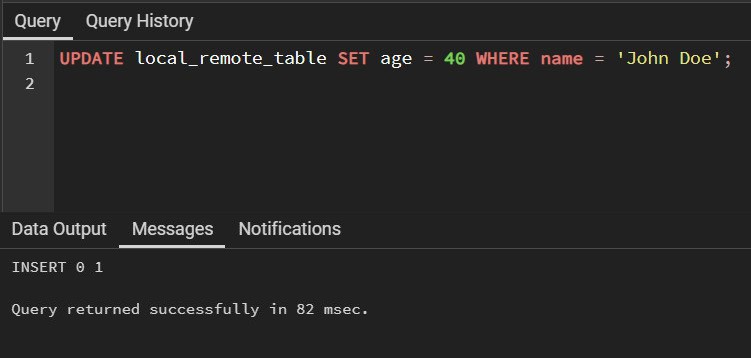 Query Query History
1 UPDATE local_remote_table SET age = 40 WHERE name = 'John Doe';
2
Data Output Messages Notifications
INSERT 0 1
Query returned successfully in 82 msec.